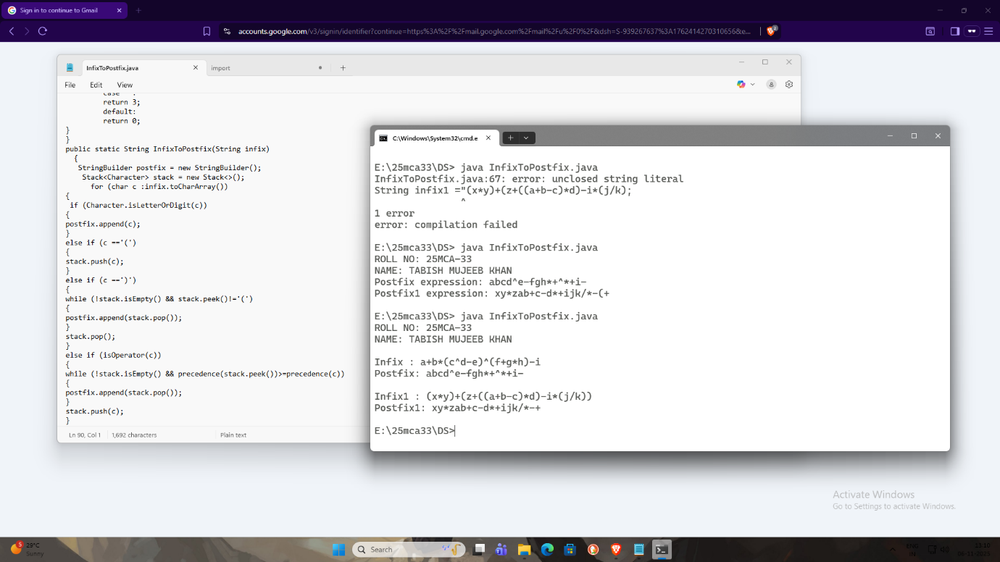 Sign in to continue to Gmail
accounts.google.com/v3/signin/identifier?continue=https%3A%2F%2Fmail.google.com%2Fmail%2Fu%2F0%2F&dsh=S-939267637%3A1762414270310656&e...
2
InfixToPostfix.java
import
File Edit View
return 3;
default:
return 0;
}
}
public static String InfixToPostfix(String infix)
{
StringBuilder postfix = new StringBuilder();
Stack<Character> stack = new Stack<>();
for (char c :infix.toCharArray())
{
if (Character.isLetterOrDigit(c))
{
postfix.append(c);
}
else if (c =='(')
{
stack.push(c);
}
else if (c ==')')
{
while (!stack.isEmpty() && stack.peek()!='(')
{
postfix.append(stack.pop());
}
stack.pop();
}
else if (isOperator(c))
{
while (!stack.isEmpty() && precedence(stack.peek())>=precedence(c))
{
postfix.append(stack.pop());
}
stack.push(c);
}
Ln 90, Col 1 1,692 characters Plain text
C:\Windows\System32\cmd.e
E:\25mca33\DS> java InfixToPostfix.java
InfixToPostfix.java:67: error: unclosed string literal
String infix1 ="(x*y)+(z+((a+b-c)*d)-i*(j/k);
^
1 error
error: compilation failed
E:\25mca33\DS> java InfixToPostfix.java
ROLL NO: 25MCA-33
NAME: TABISH MUJEEB KHAN
Postfix expression: abcd^e-fgh*+^*+i-
Postfix1 expression: xy*zab+c-d*+ijk/*-(+
E:\25mca33\DS> java InfixToPostfix.java
ROLL NO: 25MCA-33
NAME: TABISH MUJEEB KHAN
Infix : a+b*(c^d-e)^(f+g*h)-i
Postfix: abcd^e-fgh*+^*+i-
Infix1 : (x*y)+(z+((a+b-c)*d)-i*(j/k))
Postfix1: xy*zab+c-d*+ijk/*-+
E:\25mca33\DS>
Activate Windows
Go to Settings to activate Windows.
5
29°C
Sunny
Search
ENG
IN
13:10
06-11-2025